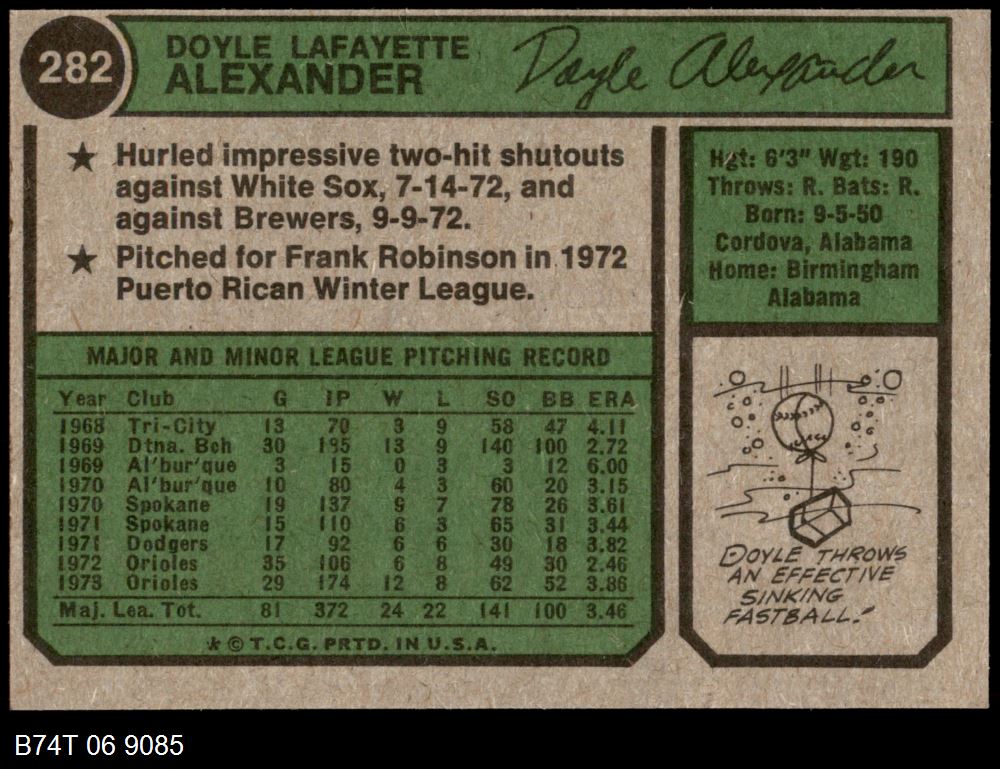 282
DOYLE LAFAYETTE
ALEXANDER
Doyle Alexander
★ Hurled impressive two-hit shutouts
against White Sox, 7-14-72, and
against Brewers, 9-9-72.
★ Pitched for Frank Robinson in 1972
Puerto Rican Winter League.
Hgt: 6'3" Wgt: 190
Throws: R. Bats: R.
Born: 9-5-50
Cordova, Alabama
Home: Birmingham
Alabama
MAJOR AND MINOR LEAGUE PITCHING RECORD
Year Club G IP W L SO BB ERA
1968 Tri-City 13 70 3 9 58 47 4.11
1969 Dtna. Bch 30 185 13 9 140 100 2.72
1969 Al'bur'que 3 15 0 3 3 12 6.00
1970 Al'bur'que 10 80 4 3 60 20 3.15
1970 Spokane 19 137 9 7 78 26 3.61
1971 Spokane 15 110 6 3 65 31 3.44
1971 Dodgers 17 92 6 6 30 18 3.82
1972 Orioles 35 106 6 8 49 30 2.46
1973 Orioles 29 174 12 8 62 52 3.86
Maj. Lea. Tot. 81 372 24 22 141 100 3.46
★ © T.C.G. PRTD. IN U.S.A.
DOYLE THROWS
AN EFFECTIVE
SINKING
FASTBALL.
B74T 06 9085